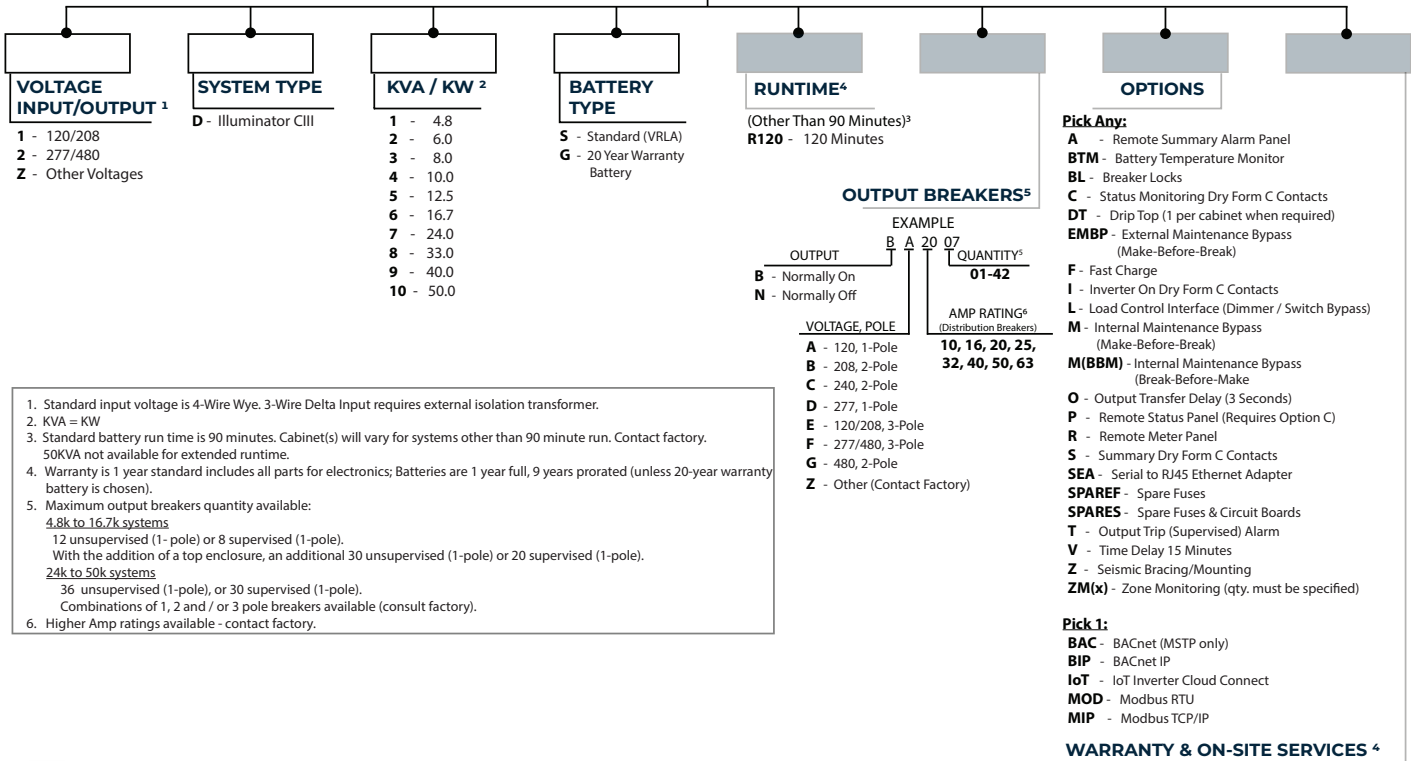 VOLTAGE
INPUT/OUTPUT ¹
1 - 120/208
2 - 277/480
Z - Other Voltages
SYSTEM TYPE
D - Illuminator CIII
KVA / KW ²
1 - 4.8
2 - 6.0
3 - 8.0
4 - 10.0
5 - 12.5
6 - 16.7
7 - 24.0
8 - 33.0
9 - 40.0
10 - 50.0
BATTERY
TYPE
S - Standard (VRLA)
G - 20 Year Warranty
Battery
RUNTIME⁴
(Other Than 90 Minutes)³
R120 - 120 Minutes
OUTPUT BREAKERS⁵
EXAMPLE
B A 20 07
OUTPUT
B - Normally On
N - Normally Off
QUANTITY⁵
01-42
VOLTAGE, POLE
A - 120, 1-Pole
B - 208, 2-Pole
C - 240, 2-Pole
D - 277, 1-Pole
E - 120/208, 3-Pole
F - 277/480, 3-Pole
G - 480, 2-Pole
Z - Other (Contact Factory)
AMP RATING⁶
(Distribution Breakers)
10, 16, 20, 25,
32, 40, 50, 63
OPTIONS
Pick Any:
A - Remote Summary Alarm Panel
BTM - Battery Temperature Monitor
BL - Breaker Locks
C - Status Monitoring Dry Form C Contacts
DT - Drip Top (1 per cabinet when required)
EMBP - External Maintenance Bypass
(Make-Before-Break)
F - Fast Charge
I - Inverter On Dry Form C Contacts
L - Load Control Interface (Dimmer / Switch Bypass)
M - Internal Maintenance Bypass
(Make-Before-Break)
M(BBM) - Internal Maintenance Bypass
(Break-Before-Make
O - Output Transfer Delay (3 Seconds)
P - Remote Status Panel (Requires Option C)
R - Remote Meter Panel
S - Summary Dry Form C Contacts
SEA - Serial to RJ45 Ethernet Adapter
SPAREF - Spare Fuses
SPARES - Spare Fuses & Circuit Boards
T - Output Trip (Supervised) Alarm
V - Time Delay 15 Minutes
Z - Seismic Bracing/Mounting
ZM(x) - Zone Monitoring (qty. must be specified)
Pick 1:
BAC - BACnet (MSTP only)
BIP - BACnet IP
IoT - IoT Inverter Cloud Connect
MOD - Modbus RTU
MIP - Modbus TCP/IP
WARRANTY & ON-SITE SERVICES ⁴
1. Standard input voltage is 4-Wire Wye. 3-Wire Delta Input requires external isolation transformer.
2. KVA = KW
3. Standard battery run time is 90 minutes. Cabinet(s) will vary for systems other than 90 minute run. Contact factory.
50KVA not available for extended runtime.
4. Warranty is 1 year standard includes all parts for electronics; Batteries are 1 year full, 9 years prorated (unless 20-year warranty
battery is chosen).
5. Maximum output breakers quantity available:
4.8k to 16.7k systems
12 unsupervised (1- pole) or 8 supervised (1-pole).
With the addition of a top enclosure, an additional 30 unsupervised (1-pole) or 20 supervised (1-pole).
24k to 50k systems
36 unsupervised (1-pole), or 30 supervised (1-pole).
Combinations of 1, 2 and / or 3 pole breakers available (consult factory).
6. Higher Amp ratings available - contact factory.